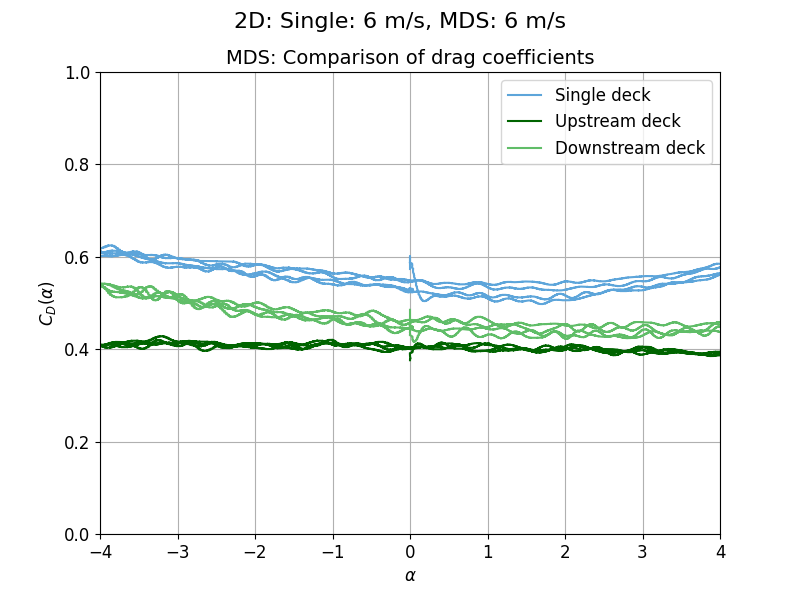 2D: Single: 6 m/s, MDS: 6 m/s
MDS: Comparison of drag coefficients
Single deck
Upstream deck
Downstream deck
1.0
0.8
0.6
0.4
0.2
0.0
C_D(α)
−4 −3 −2 −1 0 1 2 3 4
α